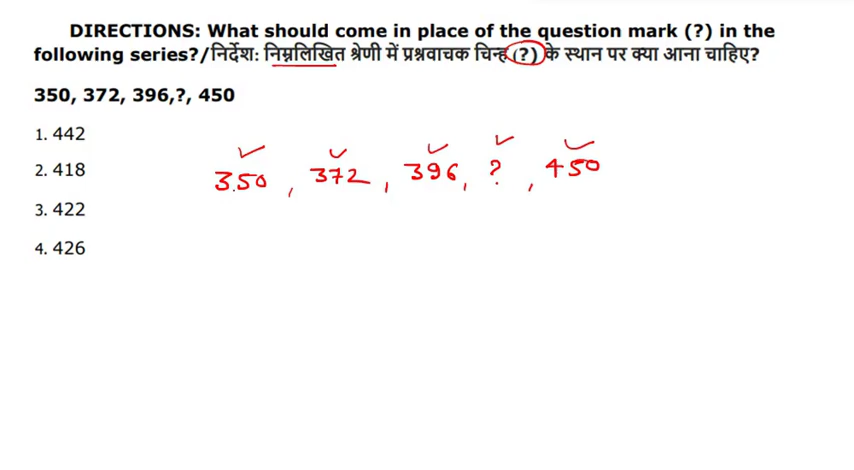 DIRECTIONS: What should come in place of the question mark (?) in the
following series?/निर्देश: निम्नलिखित श्रेणी में प्रश्नवाचक चिन्ह (?) के स्थान पर क्या आना चाहिए?
350, 372, 396,?, 450
1. 442
2. 418
3. 422
4. 426
350, 372, 396, ?, 450